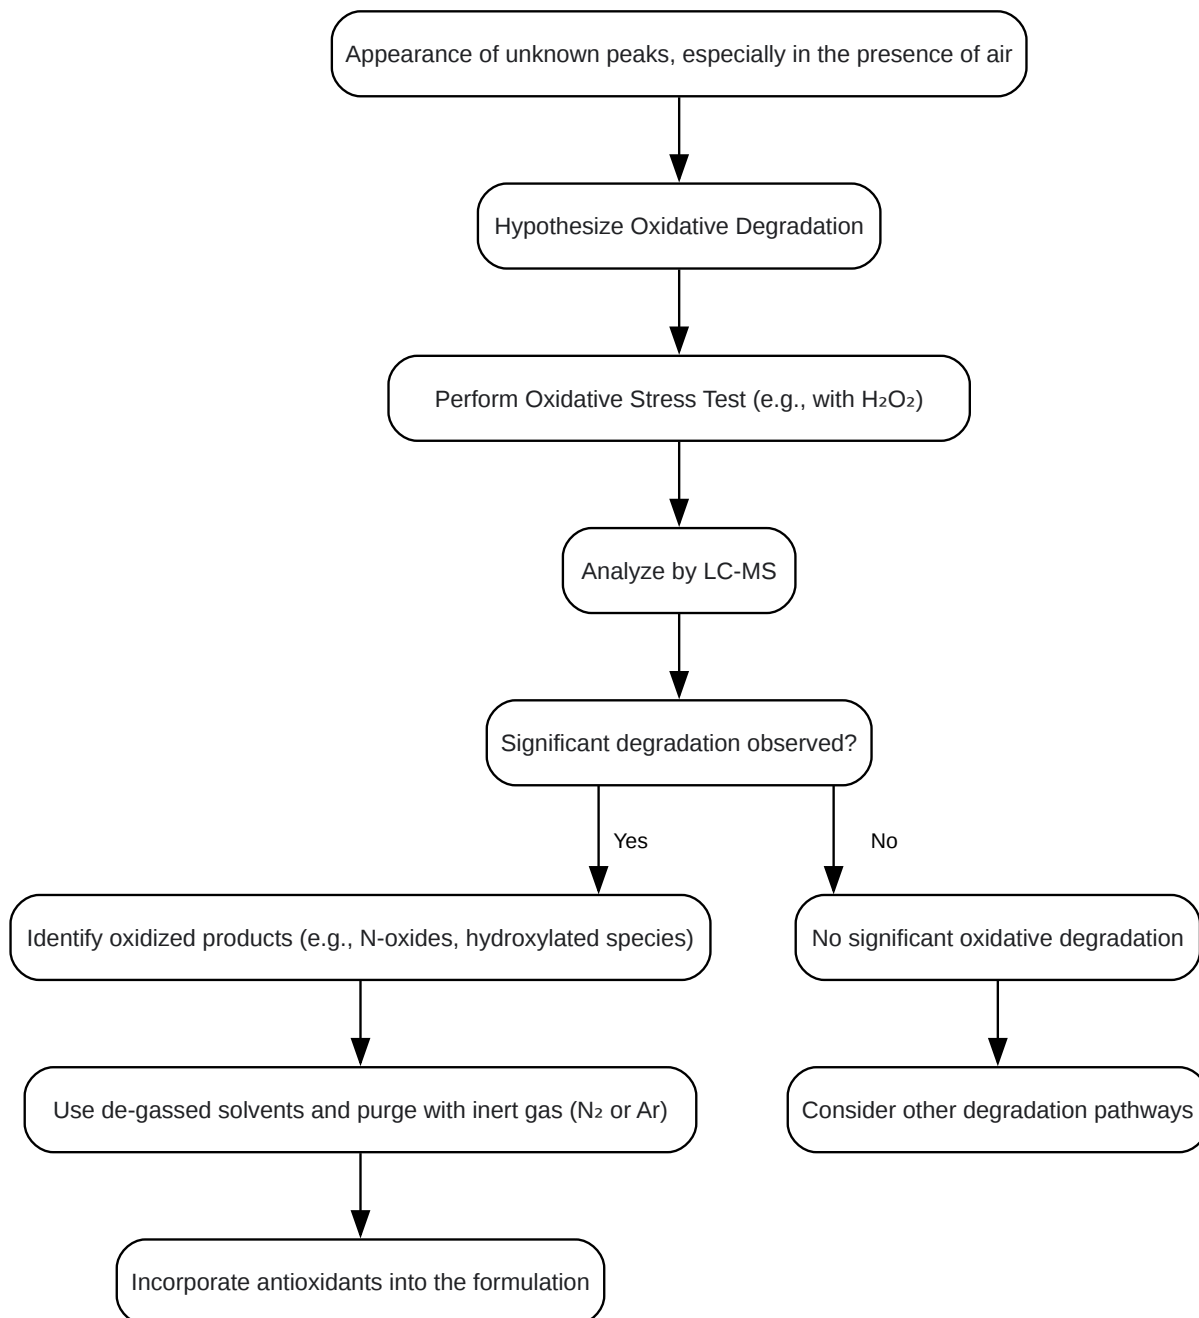 Appearance of unknown peaks, especially in the presence of air
Hypothesize Oxidative Degradation
Perform Oxidative Stress Test (e.g., with H₂O₂)
Analyze by LC-MS
Significant degradation observed?
Yes
No
Identify oxidized products (e.g., N-oxides, hydroxylated species)
No significant oxidative degradation
Use de-gassed solvents and purge with inert gas (N₂ or Ar)
Consider other degradation pathways
Incorporate antioxidants into the formulation